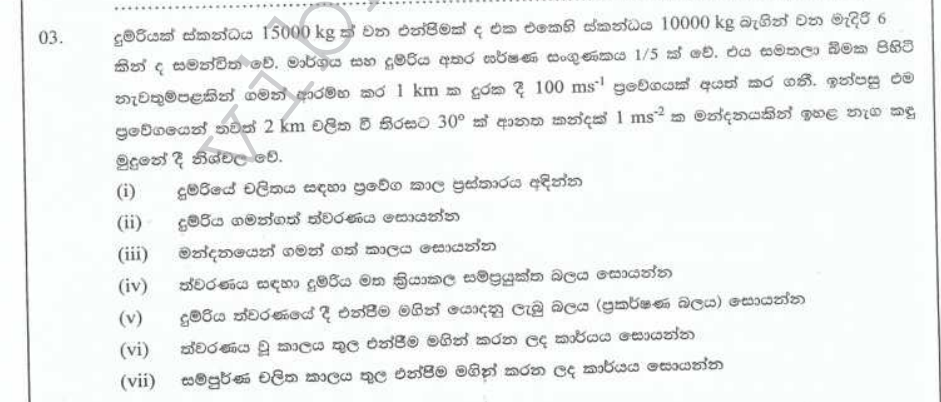 03. දුම්රියක් ස්කන්ධය 15000 kg ක් වන එන්ජිමක් ද එක එකෙහි ස්කන්ධය 10000 kg බැගින් වන මැදිරි 6
කින් ද සමන්විත වේ. මාර්ගය සහ දුම්රිය අතර ඝර්ෂණ සංගුණකය 1/5 ක් වේ. එය සමතලා බිමක පිහිටි
නැවතුම්පළකින් ගමන් ආරම්භ කර 1 km ක දුරක දී 100 ms⁻¹ ප්‍රවේගයක් අයත් කර ගනී. ඉන්පසු එම
ප්‍රවේගයෙන් තවත් 2 km චලිත වී තිරසට 30° ක් ආනත කන්දක් 1 ms⁻² ක මන්දනයකින් ඉහළ නැග කඳු
මුදුනේ දී නිශ්චල වේ.
(i) දුම්රියේ චලිතය සඳහා ප්‍රවේග කාල ප්‍රස්තාරය අඳින්න
(ii) දුම්රිය ගමන්ගත් ත්වරණය සොයන්න
(iii) මන්දනයෙන් ගමන් ගත් කාලය සොයන්න
(iv) ත්වරණය සඳහා දුම්රිය මත ක්‍රියාකල සම්ප්‍රයුක්ත බලය සොයන්න
(v) දුම්රිය ත්වරණයේ දී එන්ජිම මගින් යොදනු ලැබූ බලය (ප්‍රකර්ෂණ බලය) සොයන්න
(vi) ත්වරණය වූ කාලය තුල එන්ජිම මගින් කරන ලද කාර්යය සොයන්න
(vii) සම්පූර්ණ චලිත කාලය තුල එන්ජිම මගින් කරන ලද කාර්යය සොයන්න